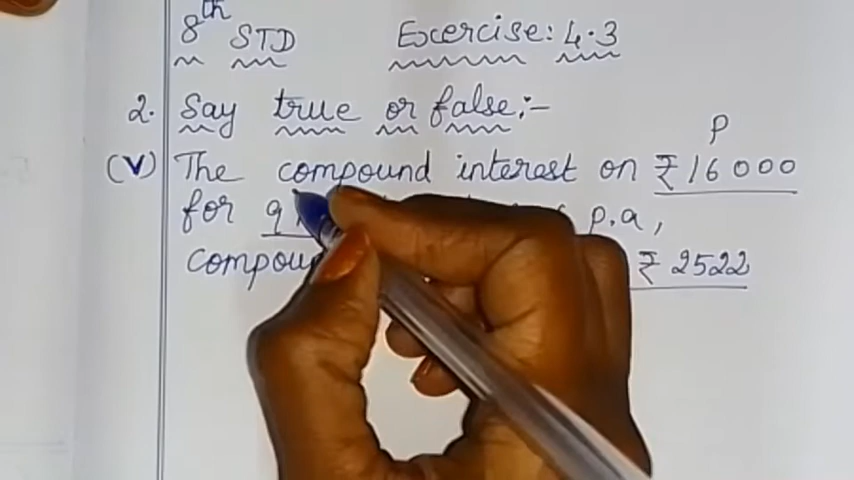 8th STD Exercise: 4.3
2. Say true or false:-
P
(V) The compound interest on ₹ 16000
for 9 p.a,
compou ₹ 2522